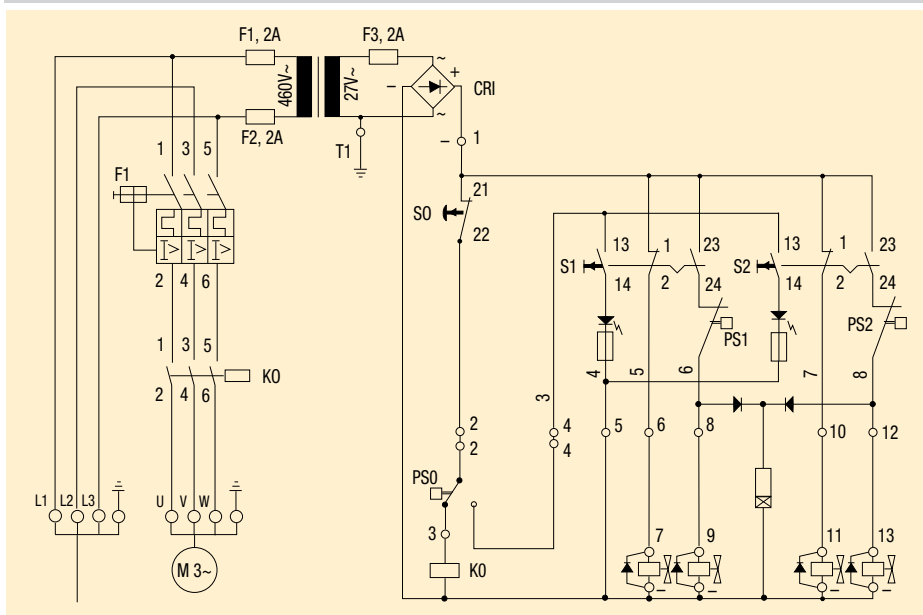 F1, 2A
F3, 2A
460V~
27V~
~
+
−
CRI
~
F2, 2A
T1
− 1
1 3 5
F1
I> I> I>
2 4 6
21
S0
22
13
S1
14
1
2
23
24
PS1
13
S2
14
1
2
23
24
PS2
1 3 5
K0
2 4 6
3
4
5
6
7
8
2
2
4
4
5
6
8
10
12
PS0
3
K0
L1 L2 L3
U V W
M 3~
7
9
11
13
−
−
−
−